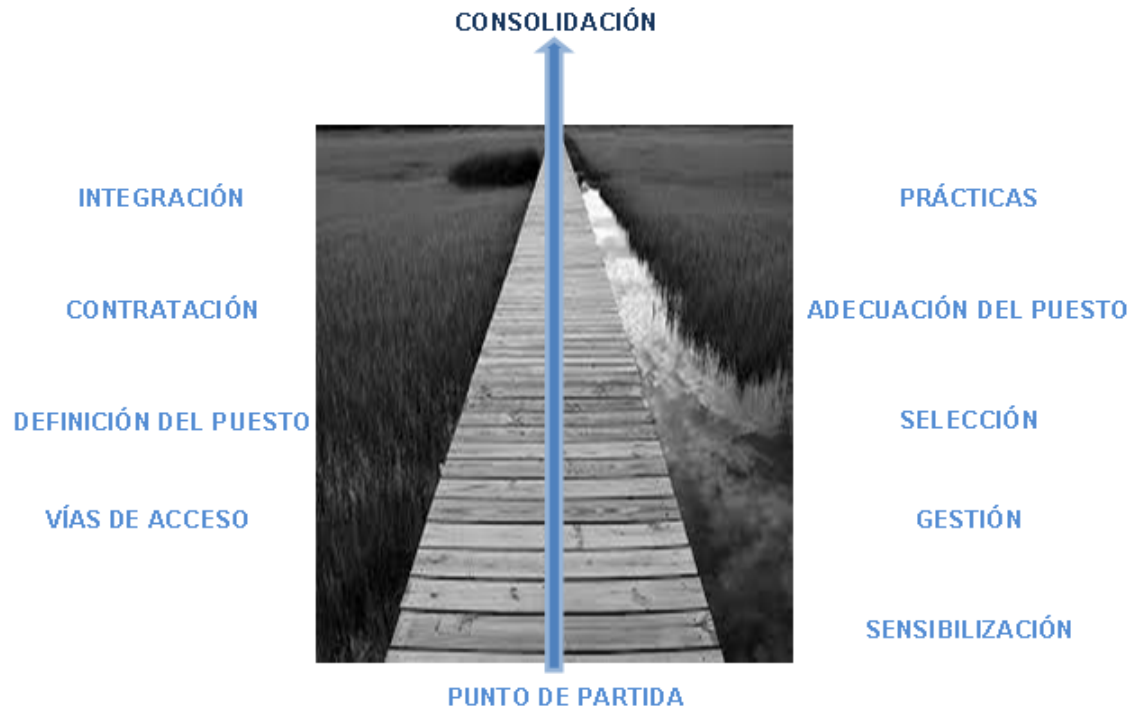 CONSOLIDACIÓN
INTEGRACIÓN
PRÁCTICAS
CONTRATACIÓN
ADECUACIÓN DEL PUESTO
DEFINICIÓN DEL PUESTO
SELECCIÓN
VÍAS DE ACCESO
GESTIÓN
SENSIBILIZACIÓN
PUNTO DE PARTIDA